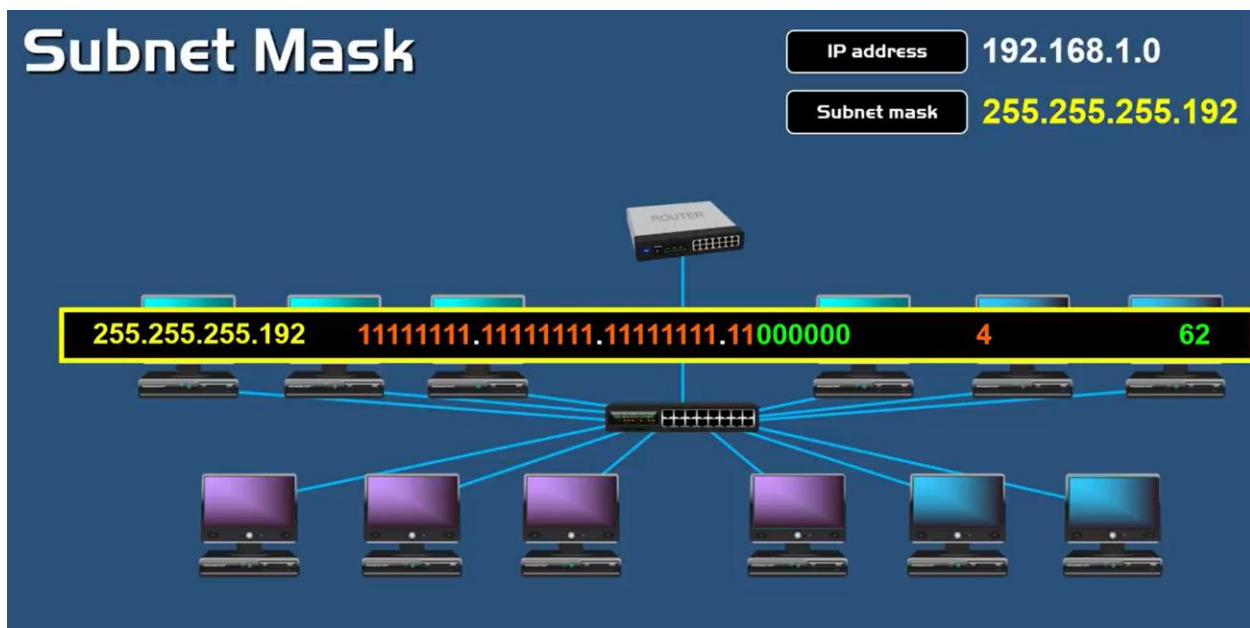 Subnet Mask
IP address 192.168.1.0
Subnet mask 255.255.255.192
ROUTER
255.255.255.192 11111111.11111111.11111111.11000000 4 62